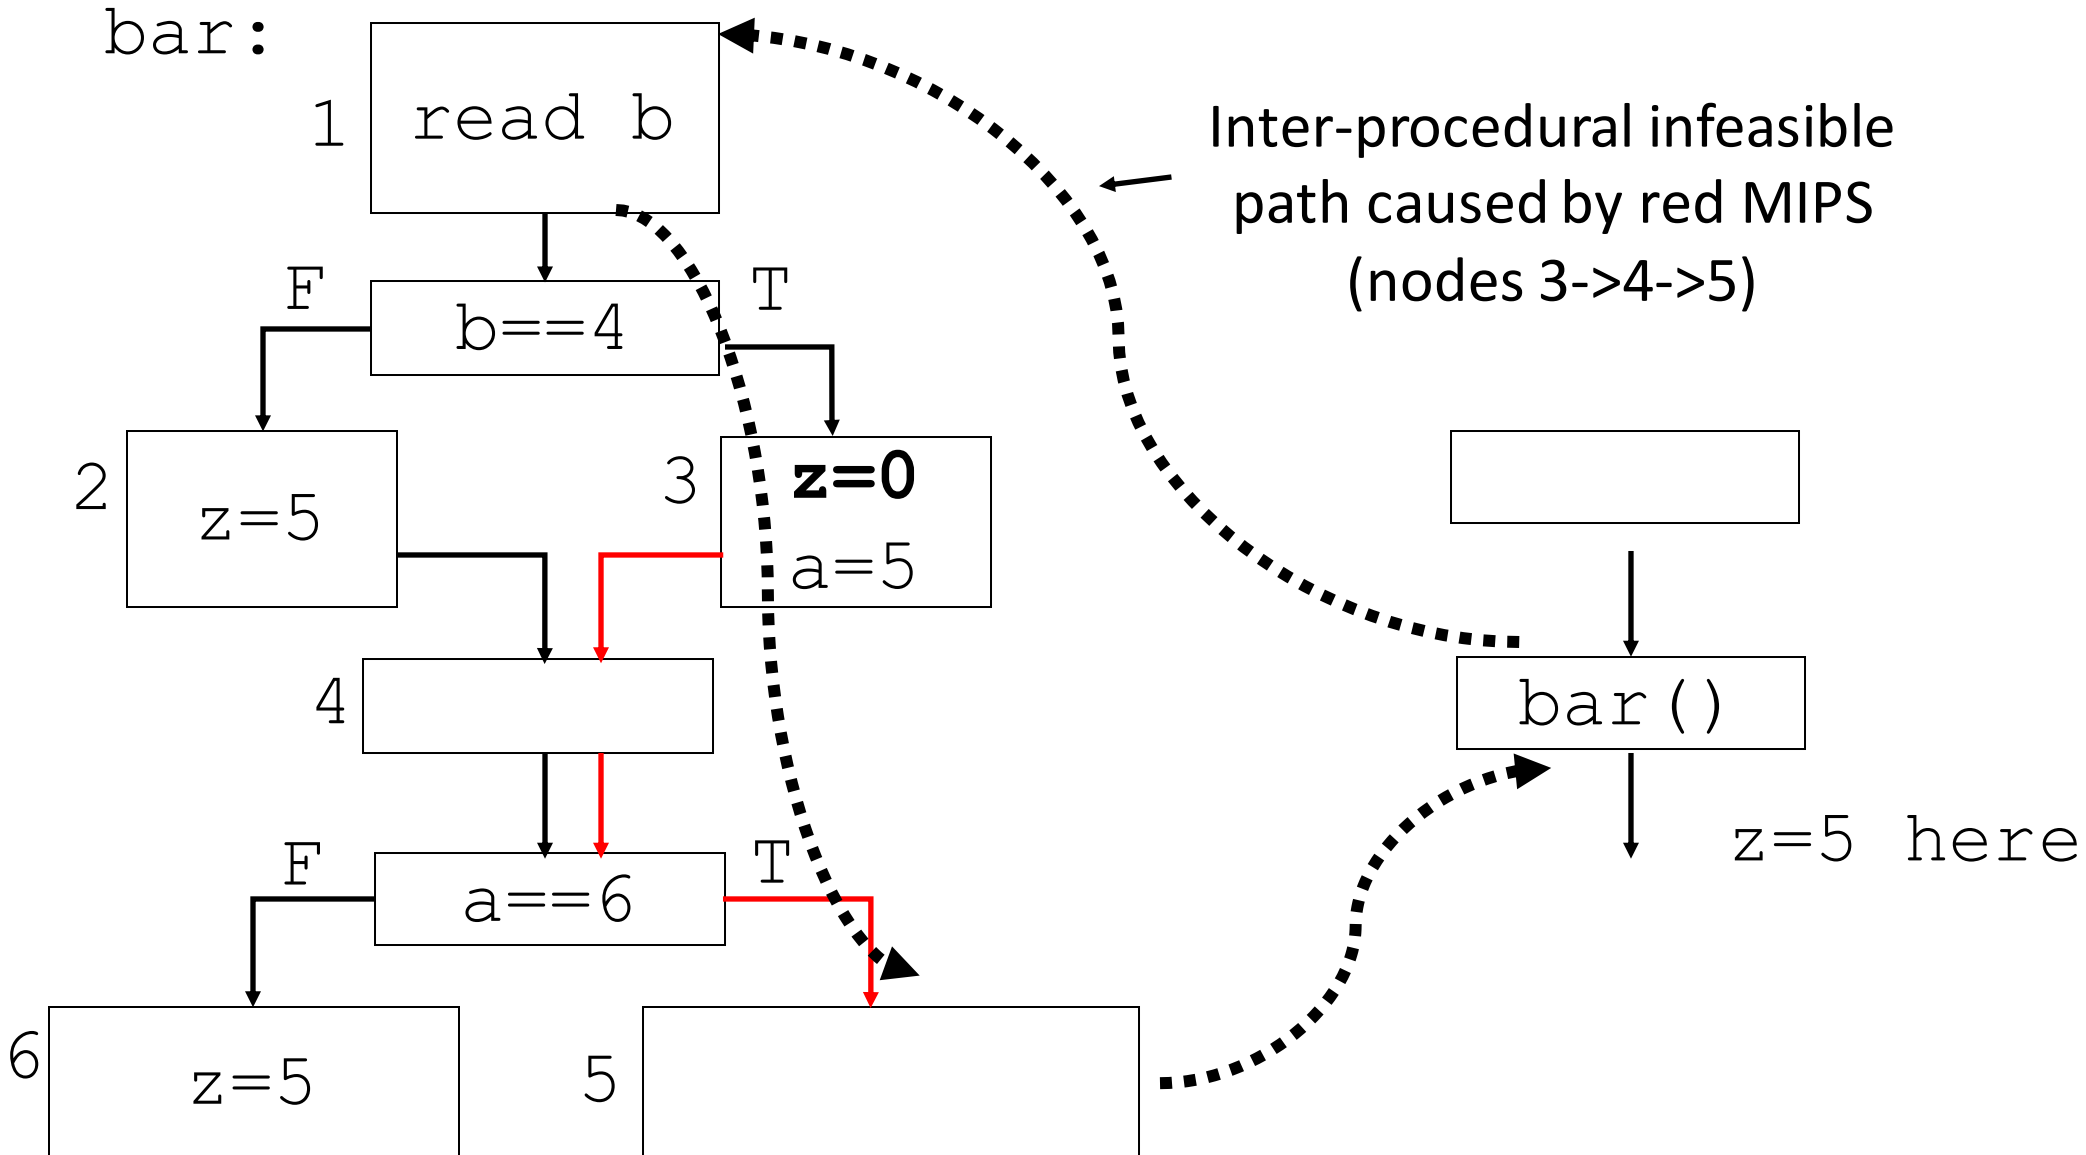 bar:
1
read b
Inter-procedural infeasible
path caused by red MIPS
(nodes 3->4->5)
F
T
b==4
2
z=5
3
z=0
a=5
4
bar()
z=5 here
F
T
a==6
6
z=5
5